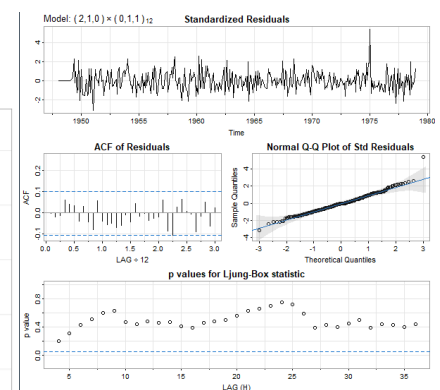 Model: (2,1,0) × (0,1,1) 12 Standardized Residuals
4
2
0
-2
1950 1955 1960 1965 1970 1975 1980
Time
ACF of Residuals
ACF
0.2
0.1
0.0
-0.1
0.0 0.5 1.0 1.5 2.0 2.5 3.0
LAG ÷ 12
Normal Q-Q Plot of Std Residuals
Sample Quantiles
4
2
0
-2
-4
-3 -2 -1 0 1 2 3
Theoretical Quantiles
p values for Ljung-Box statistic
p value
0.8
0.4
0.0
5 10 15 20 25 30 35
LAG (H)